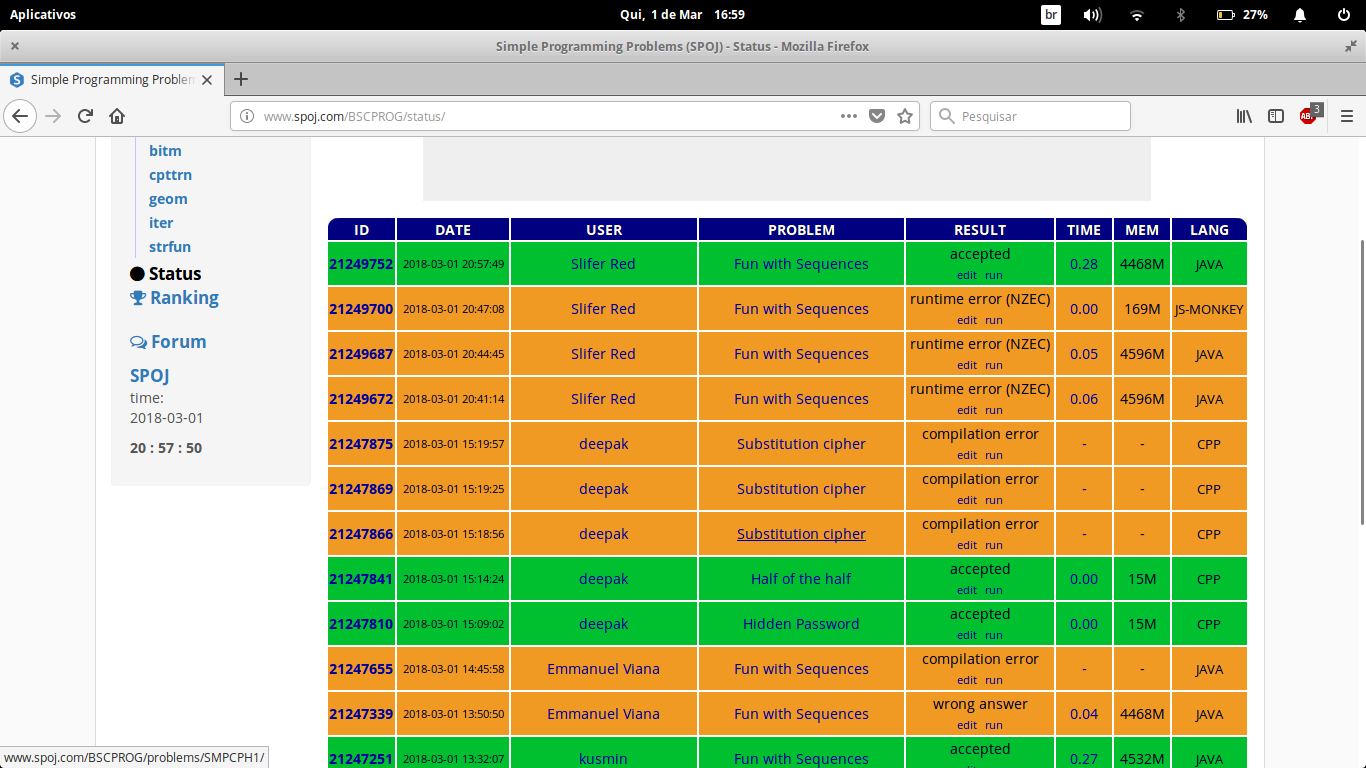 Aplicativos
Qui, 1 de Mar 16:59
br
27%
Simple Programming Problems (SPOJ) - Status - Mozilla Firefox
Simple Programming Problem
www.spoj.com/BSCPROG/status/
Pesquisar
ABP
3
bitm
cpttrn
geom
iter
strfun
Status
Ranking
Forum
SPOJ
time:
2018-03-01
20 : 57 : 50
ID DATE USER PROBLEM RESULT TIME MEM LANG
21249752 2018-03-01 20:57:49 Slifer Red Fun with Sequences accepted 0.28 4468M JAVA
edit run
21249700 2018-03-01 20:47:08 Slifer Red Fun with Sequences runtime error (NZEC) 0.00 169M JS-MONKEY
edit run
21249687 2018-03-01 20:44:45 Slifer Red Fun with Sequences runtime error (NZEC) 0.05 4596M JAVA
edit run
21249672 2018-03-01 20:41:14 Slifer Red Fun with Sequences runtime error (NZEC) 0.06 4596M JAVA
edit run
21247875 2018-03-01 15:19:57 deepak Substitution cipher compilation error - - CPP
edit run
21247869 2018-03-01 15:19:25 deepak Substitution cipher compilation error - - CPP
edit run
21247866 2018-03-01 15:18:56 deepak Substitution cipher compilation error - - CPP
edit run
21247841 2018-03-01 15:14:24 deepak Half of the half accepted 0.00 15M CPP
edit run
21247810 2018-03-01 15:09:02 deepak Hidden Password accepted 0.00 15M CPP
edit run
21247655 2018-03-01 14:45:58 Emmanuel Viana Fun with Sequences compilation error - - JAVA
edit run
21247339 2018-03-01 13:50:50 Emmanuel Viana Fun with Sequences wrong answer 0.04 4468M JAVA
edit run
21247251 2018-03-01 13:32:07 kusmin Fun with Sequences accepted 0.27 4532M JAVA
www.spoj.com/BSCPROG/problems/SMPCPH1/